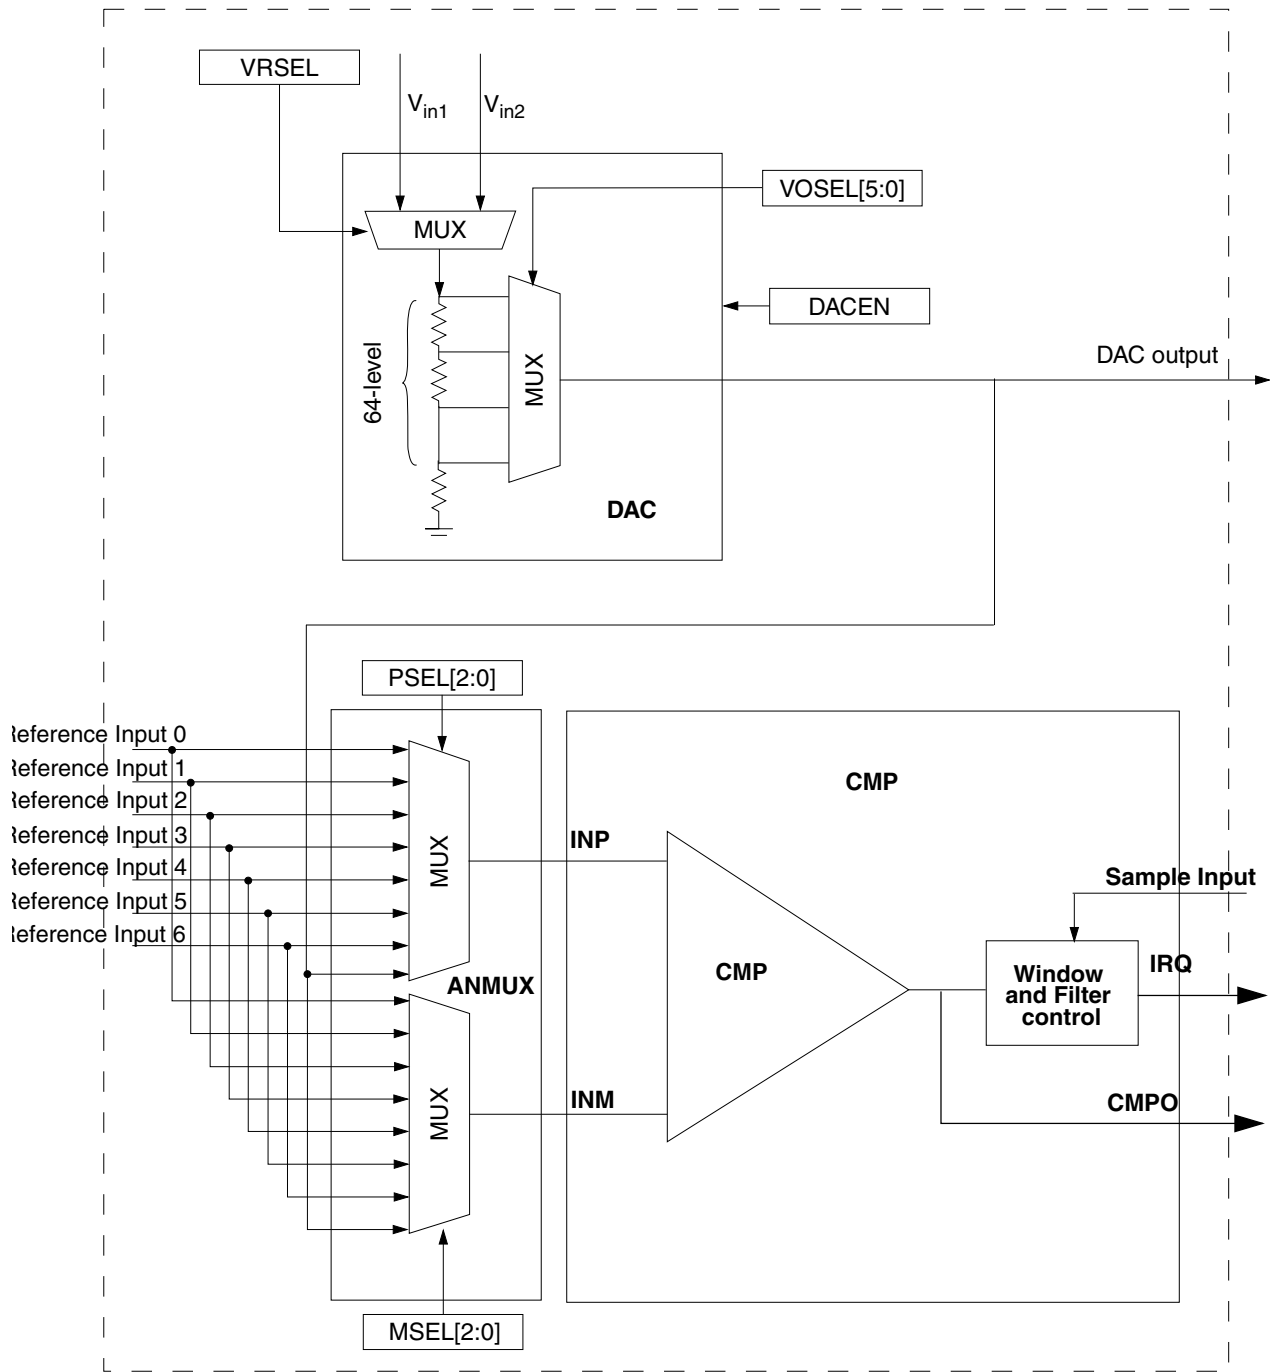 VRSEL
Vin1
Vin2
MUX
VOSEL[5:0]
DACEN
64-level
MUX
DAC output
DAC
PSEL[2:0]
Reference Input 0
Reference Input 1
Reference Input 2
Reference Input 3
Reference Input 4
Reference Input 5
Reference Input 6
MUX
ANMUX
MUX
MSEL[2:0]
INP
INM
CMP
CMP
Sample Input
Window
and Filter
control
IRQ
CMPO